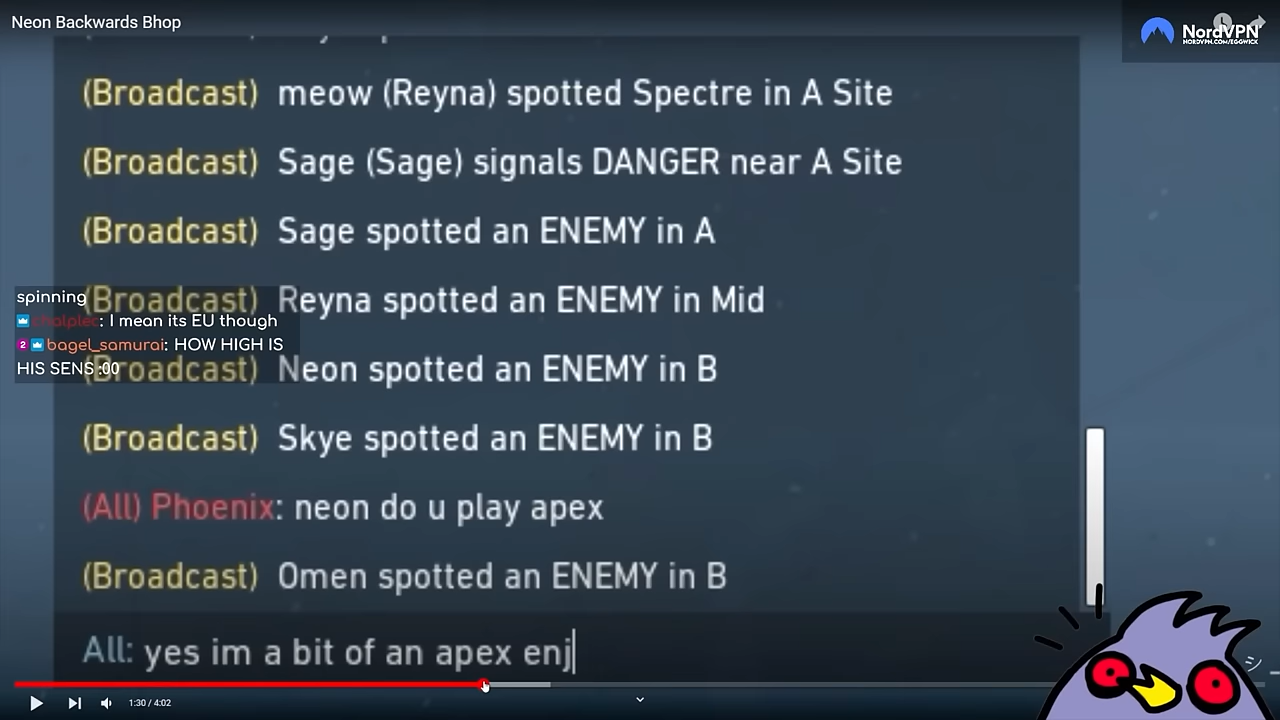 Neon Backwards Bhop
NordVPN
NORDVPN.COM/EGGWICK
(Broadcast) meow (Reyna) spotted Spectre in A Site
(Broadcast) Sage (Sage) signals DANGER near A Site
(Broadcast) Sage spotted an ENEMY in A
(Broadcast) Reyna spotted an ENEMY in Mid
spinning
: I mean its EU though
bagel_samurai: HOW HIGH IS
HIS SENS :00
(Broadcast) Neon spotted an ENEMY in B
(Broadcast) Skye spotted an ENEMY in B
(All) Phoenix: neon do u play apex
(Broadcast) Omen spotted an ENEMY in B
All: yes im a bit of an apex enj
1:30 / 4:02